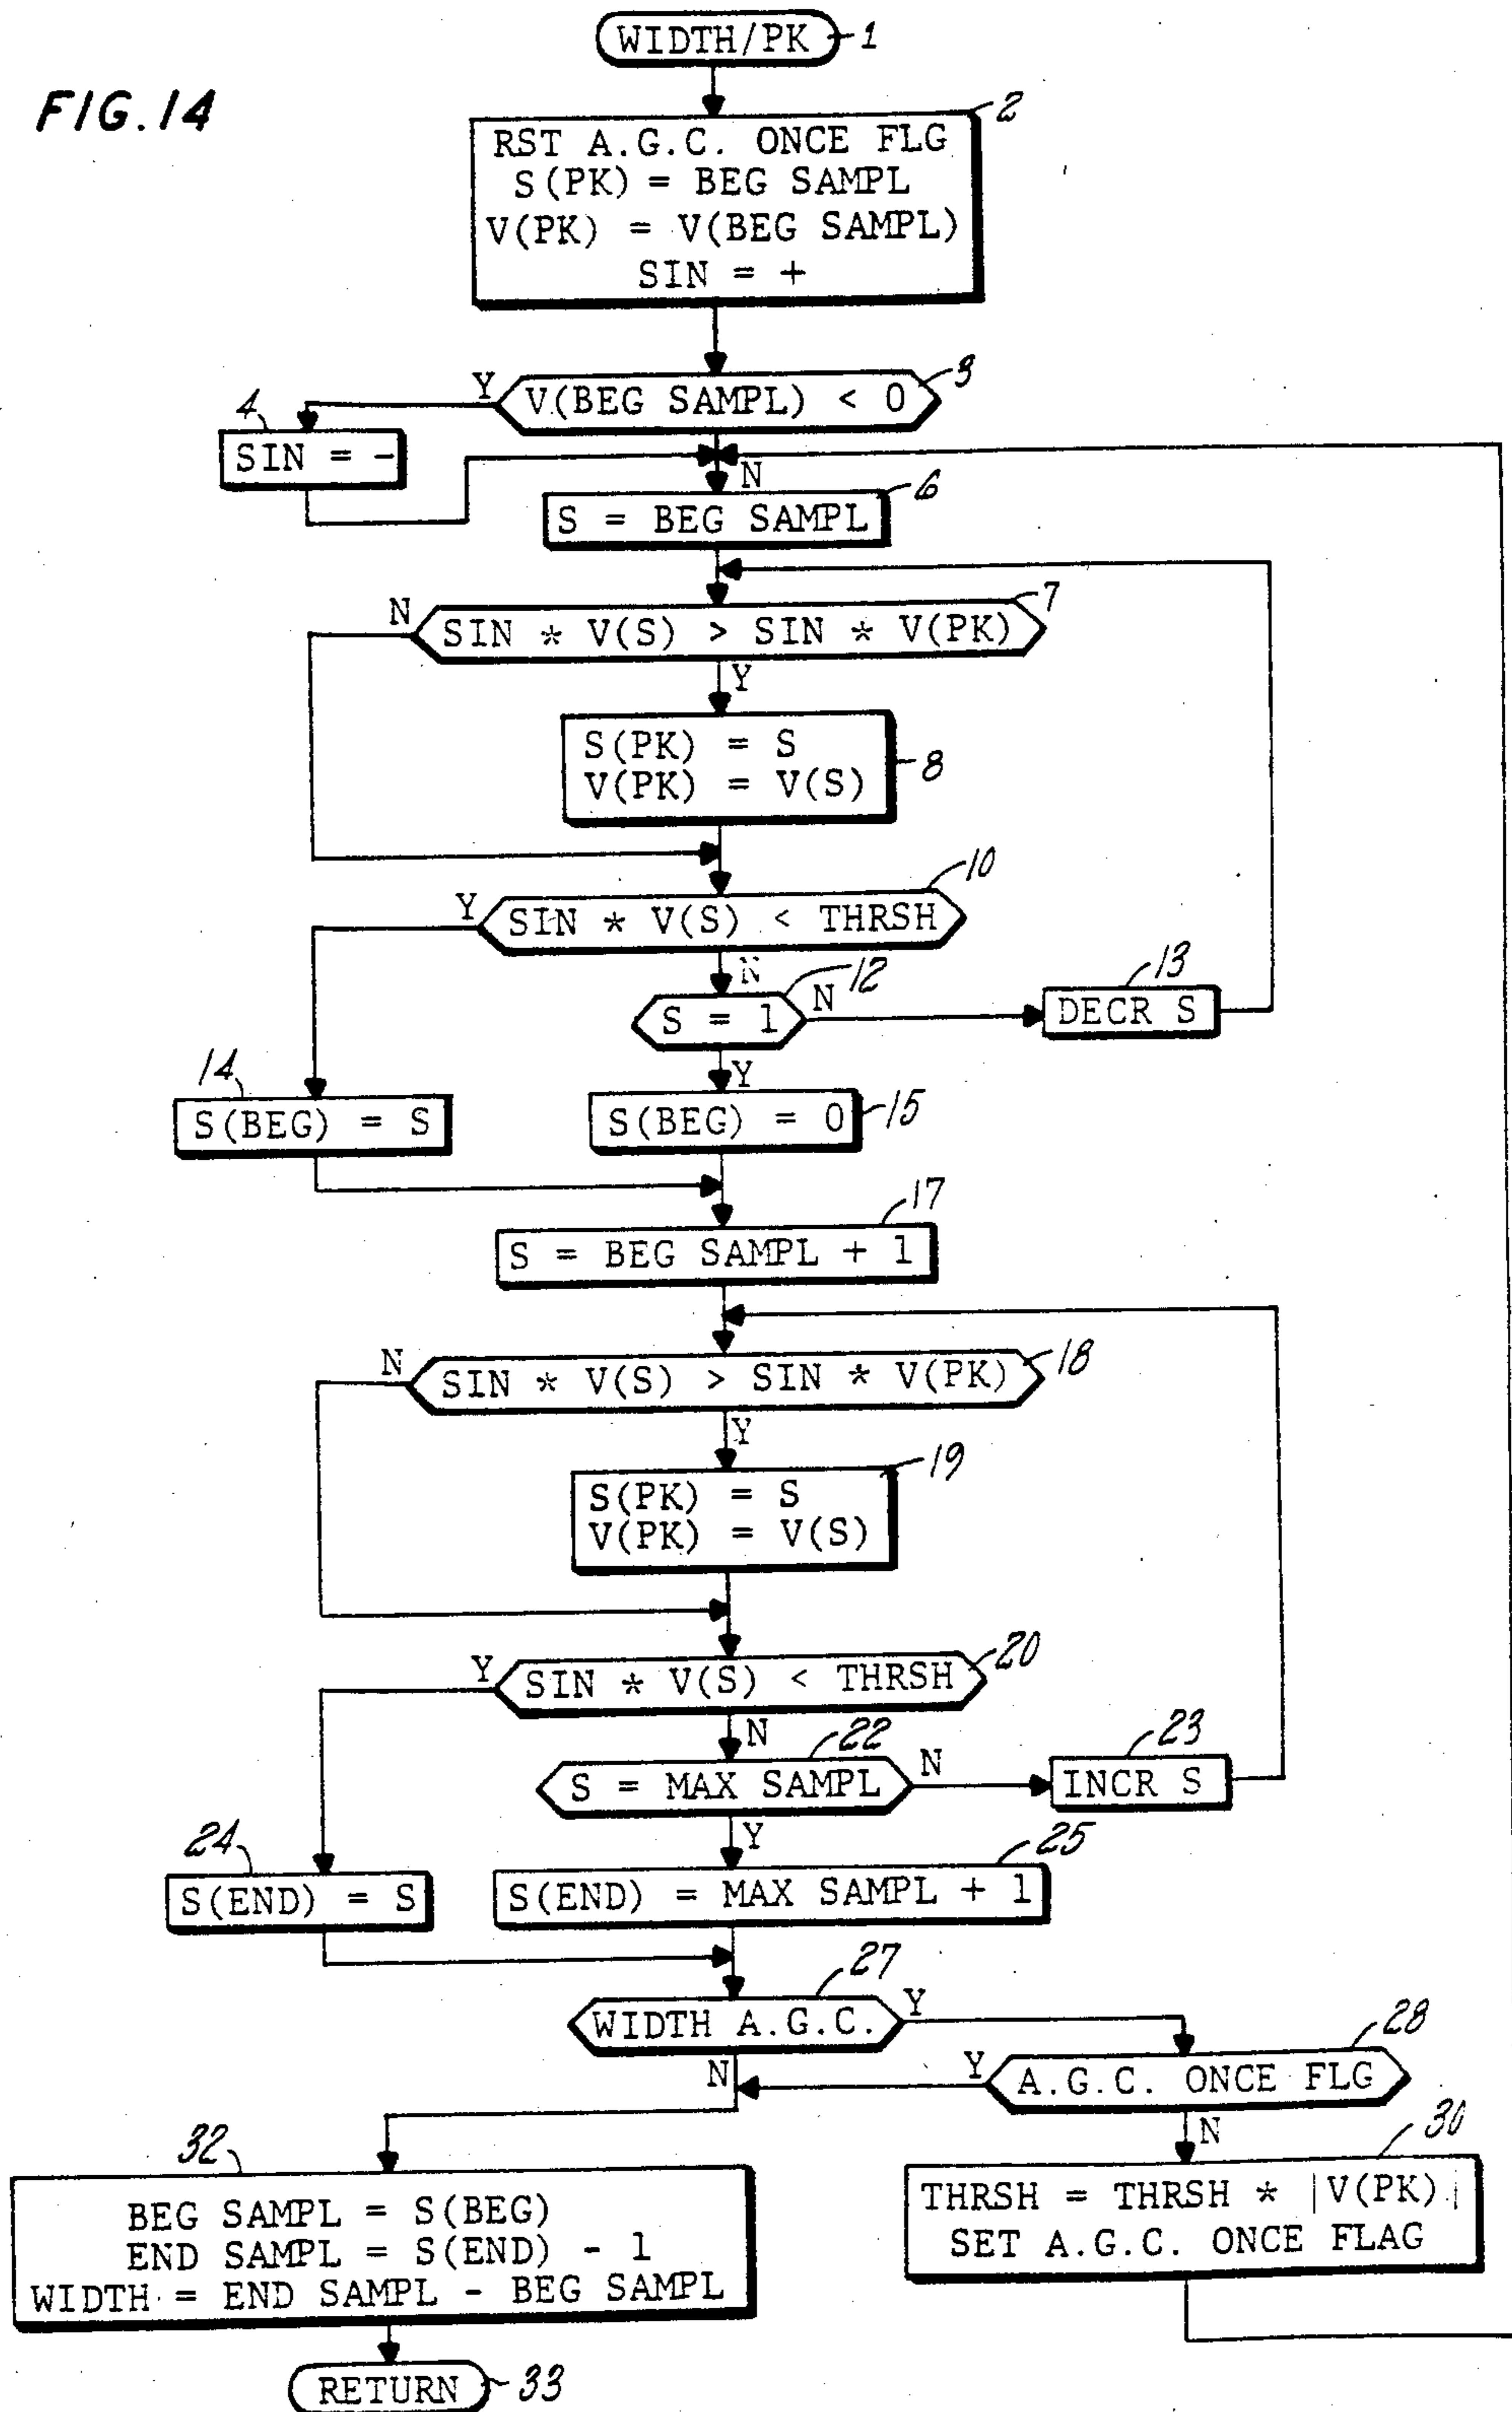 FIG.14
WIDTH/PK
1
2
RST A.G.C. ONCE FLG
S(PK) = BEG SAMPL
V(PK) = V(BEG SAMPL)
SIN = +
3
Y
V(BEG SAMPL) < 0
4
SIN = -
N
6
S = BEG SAMPL
7
N
SIN * V(S) > SIN * V(PK)
Y
S(PK) = S
V(PK) = V(S)
8
10
Y
SIN * V(S) < THRSH
N
12
S = 1
N
13
DECR S
Y
14
S(BEG) = S
S(BEG) = 0
15
17
S = BEG SAMPL + 1
N
SIN * V(S) > SIN * V(PK)
18
Y
19
S(PK) = S
V(PK) = V(S)
20
Y
SIN * V(S) < THRSH
N
22
S = MAX SAMPL
N
23
INCR S
Y
24
S(END) = S
25
S(END) = MAX SAMPL + 1
27
WIDTH A.G.C.
Y
28
N
Y
A.G.C. ONCE FLG
N
30
THRSH = THRSH * |V(PK)|
SET A.G.C. ONCE FLAG
32
BEG SAMPL = S(BEG)
END SAMPL = S(END) - 1
WIDTH = END SAMPL - BEG SAMPL
RETURN
33